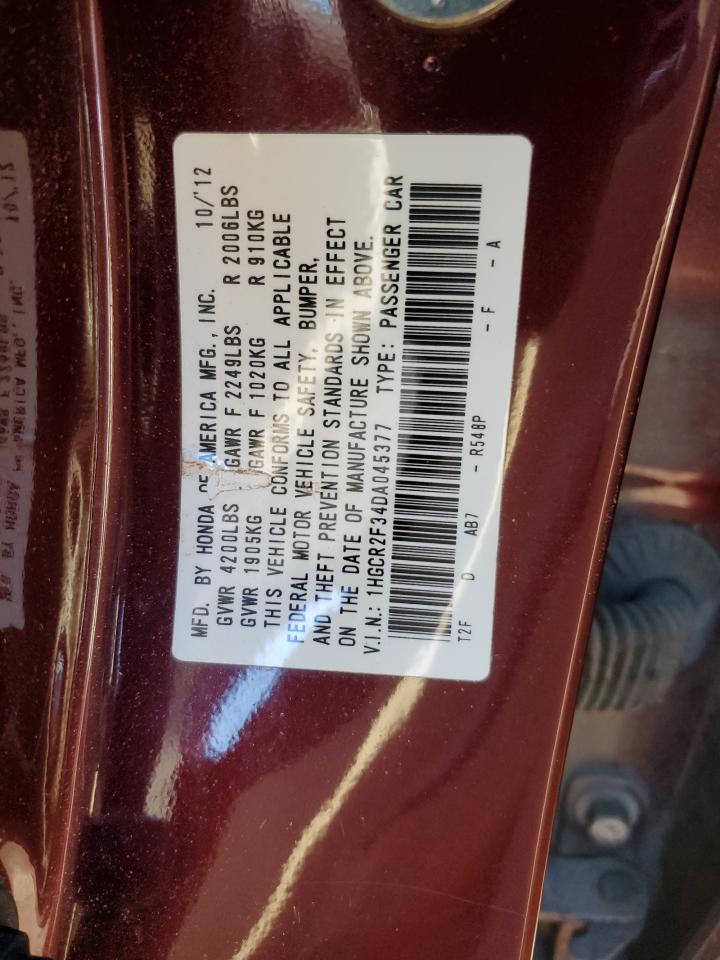 MFD. BY HONDA OF AMERICA MFG., INC. 10/'12
GVWR 4200LBS GAWR F 2249LBS R 2006LBS
GVWR 1905KG GAWR F 1020KG R 910KG
THIS VEHICLE CONFORMS TO ALL APPLICABLE
FEDERAL MOTOR VEHICLE SAFETY, BUMPER,
AND THEFT PREVENTION STANDARDS IN EFFECT
ON THE DATE OF MANUFACTURE SHOWN ABOVE.
V.I.N.: 1HGCR2F34DA045377 TYPE: PASSENGER CAR
T2F D AB7 - R548P - F - A